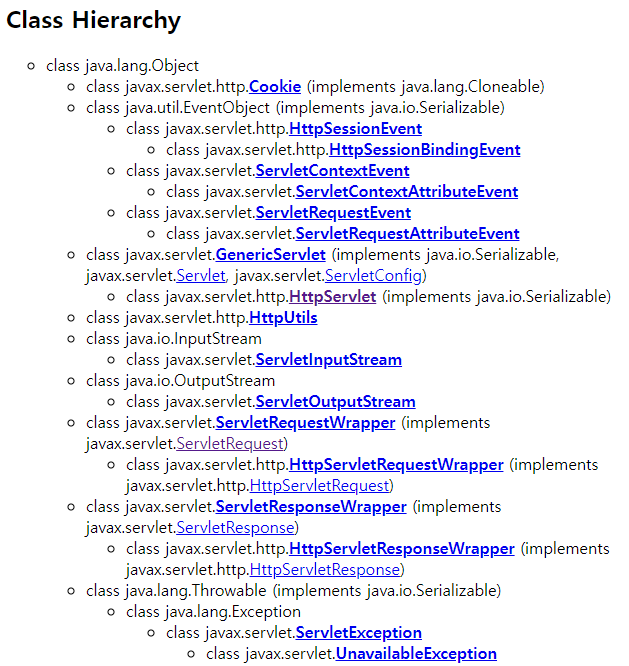 Class Hierarchy
class java.lang.Object
class javax.servlet.http.Cookie (implements java.lang.Cloneable)
class java.util.EventObject (implements java.io.Serializable)
class javax.servlet.http.HttpSessionEvent
class javax.servlet.http.HttpSessionBindingEvent
class javax.servlet.ServletContextEvent
class javax.servlet.ServletContextAttributeEvent
class javax.servlet.ServletRequestEvent
class javax.servlet.ServletRequestAttributeEvent
class javax.servlet.GenericServlet (implements java.io.Serializable,
javax.servlet.Servlet, javax.servlet.ServletConfig)
class javax.servlet.http.HttpServlet (implements java.io.Serializable)
class javax.servlet.http.HttpUtils
class java.io.InputStream
class javax.servlet.ServletInputStream
class java.io.OutputStream
class javax.servlet.ServletOutputStream
class javax.servlet.ServletRequestWrapper (implements
javax.servlet.ServletRequest)
class javax.servlet.http.HttpServletRequestWrapper (implements
javax.servlet.http.HttpServletRequest)
class javax.servlet.ServletResponseWrapper (implements
javax.servlet.ServletResponse)
class javax.servlet.http.HttpServletResponseWrapper (implements
javax.servlet.http.HttpServletResponse)
class java.lang.Throwable (implements java.io.Serializable)
class java.lang.Exception
class javax.servlet.ServletException
class javax.servlet.UnavailableException